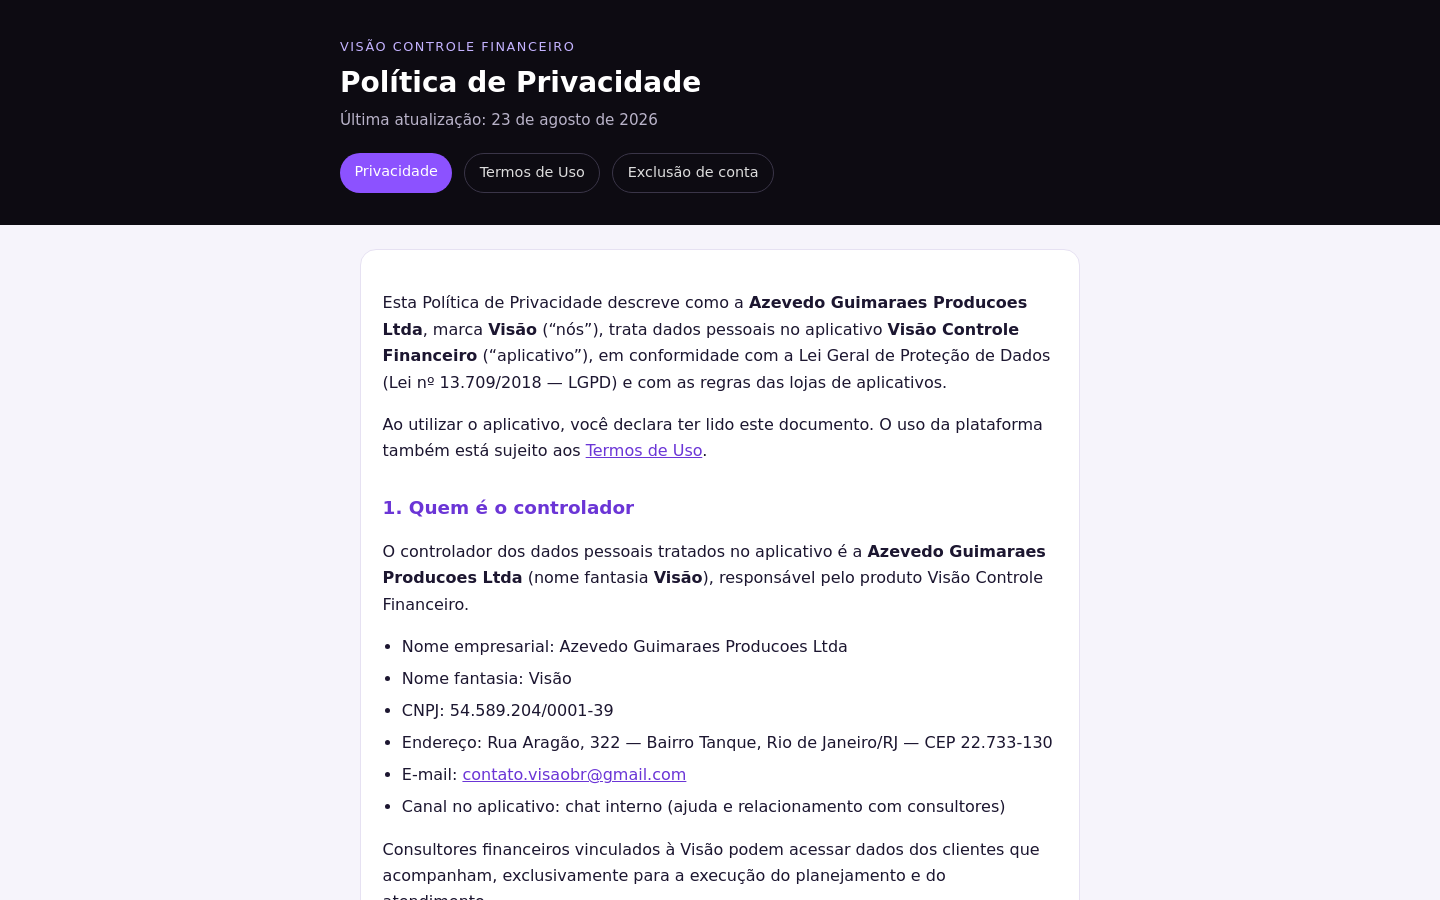 VISÃO CONTROLE FINANCEIRO
Política de Privacidade
Última atualização: 23 de agosto de 2026
Privacidade
Termos de Uso
Exclusão de conta
Esta Política de Privacidade descreve como a Azevedo Guimaraes Producoes
Ltda, marca Visão (“nós”), trata dados pessoais no aplicativo Visão Controle
Financeiro (“aplicativo”), em conformidade com a Lei Geral de Proteção de Dados
(Lei nº 13.709/2018 — LGPD) e com as regras das lojas de aplicativos.
Ao utilizar o aplicativo, você declara ter lido este documento. O uso da plataforma
também está sujeito aos Termos de Uso.
1. Quem é o controlador
O controlador dos dados pessoais tratados no aplicativo é a Azevedo Guimaraes
Producoes Ltda (nome fantasia Visão), responsável pelo produto Visão Controle
Financeiro.
• Nome empresarial: Azevedo Guimaraes Producoes Ltda
• Nome fantasia: Visão
• CNPJ: 54.589.204/0001-39
• Endereço: Rua Aragão, 322 — Bairro Tanque, Rio de Janeiro/RJ — CEP 22.733-130
• E-mail: contato.visaobr@gmail.com
• Canal no aplicativo: chat interno (ajuda e relacionamento com consultores)
Consultores financeiros vinculados à Visão podem acessar dados dos clientes que
acompanham, exclusivamente para a execução do planejamento e do
atendimento.